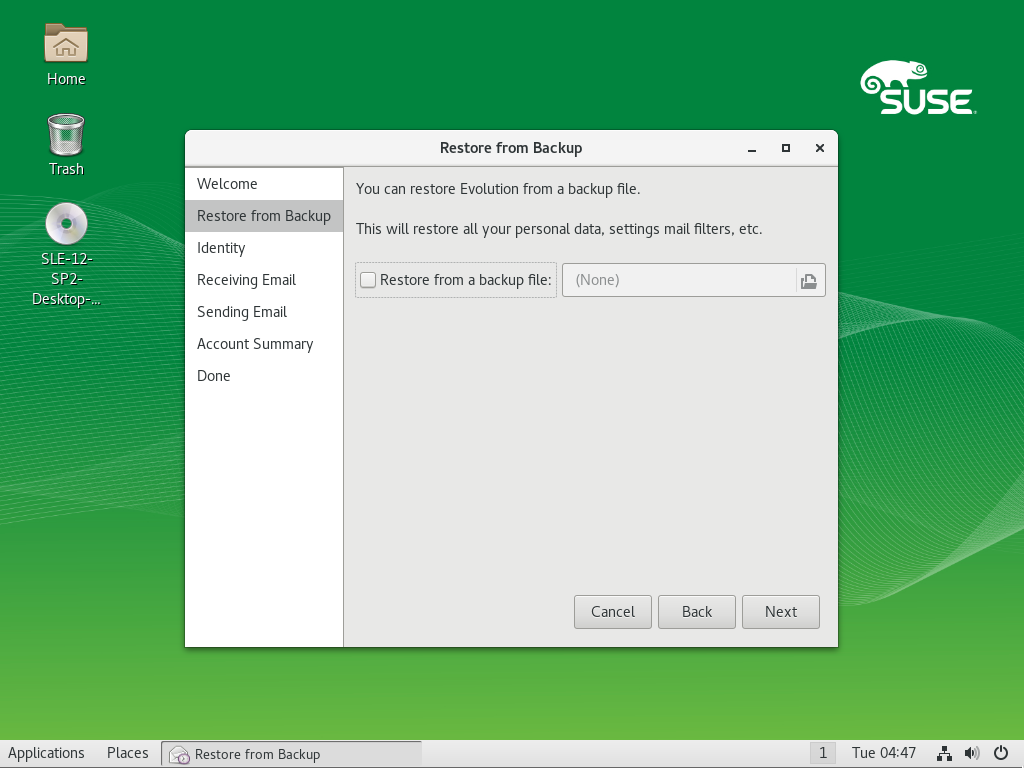 Home
Trash
SLE-12-
SP2-
Desktop-...
SUSE
Restore from Backup
Welcome
Restore from Backup
Identity
Receiving Email
Sending Email
Account Summary
Done
You can restore Evolution from a backup file.
This will restore all your personal data, settings mail filters, etc.
Restore from a backup file: (None)
Cancel Back Next
Applications Places Restore from Backup 1 Tue 04:47